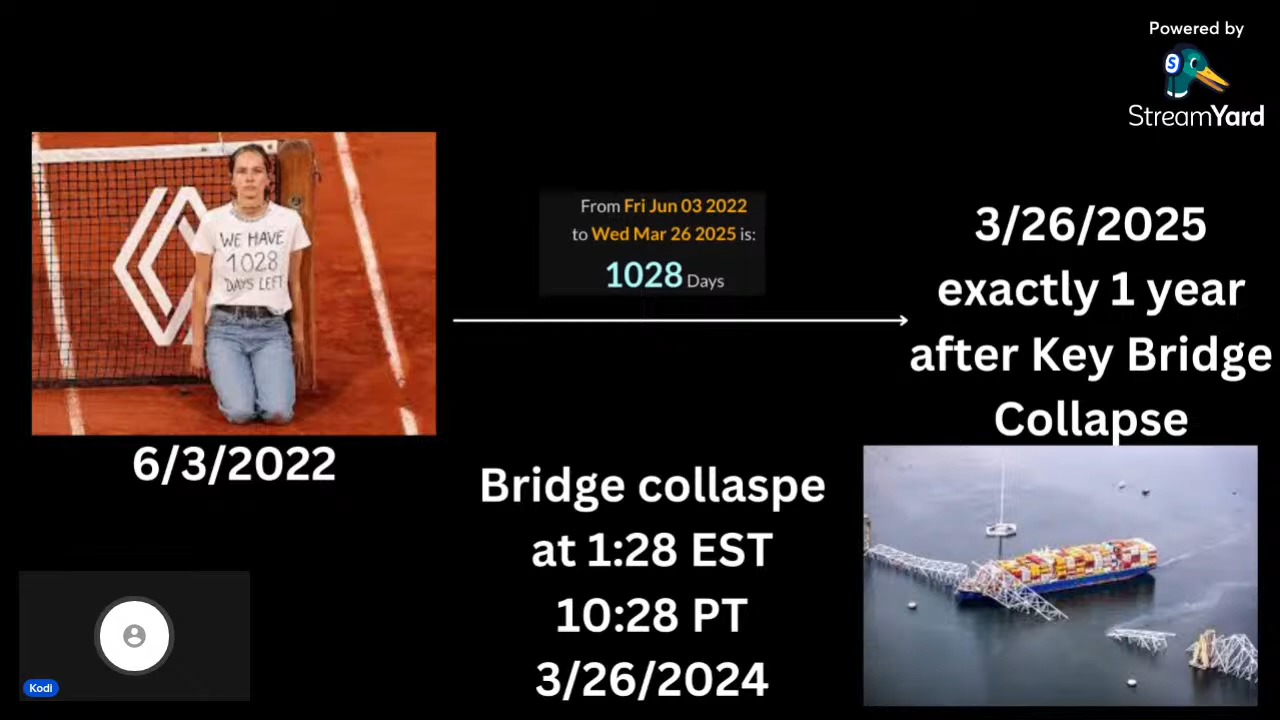 Powered by
S
StreamYard
WE HAVE
1028
DAYS LEFT
6/3/2022
From Fri Jun 03 2022
to Wed Mar 26 2025 is:
1028 Days
3/26/2025
exactly 1 year
after Key Bridge
Collapse
Bridge collaspe
at 1:28 EST
10:28 PT
3/26/2024
Kodi